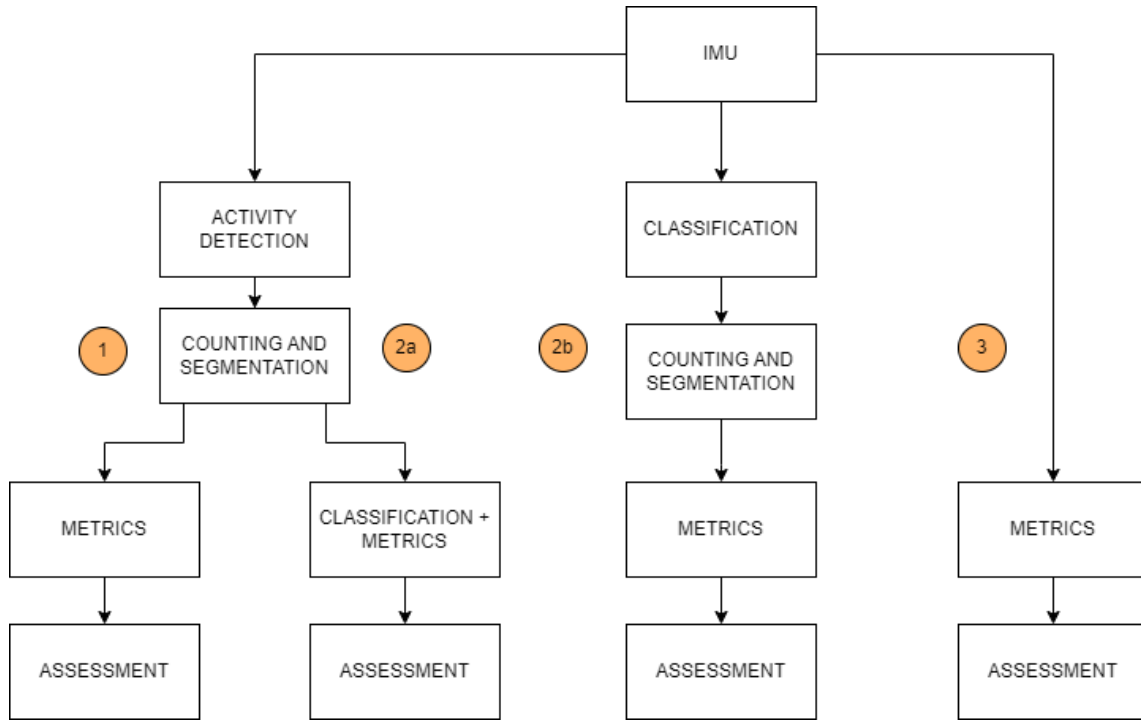 IMU
ACTIVITY
DETECTION
CLASSIFICATION
1
COUNTING AND
SEGMENTATION
2a
2b
COUNTING AND
SEGMENTATION
3
METRICS
CLASSIFICATION +
METRICS
METRICS
METRICS
ASSESSMENT
ASSESSMENT
ASSESSMENT
ASSESSMENT